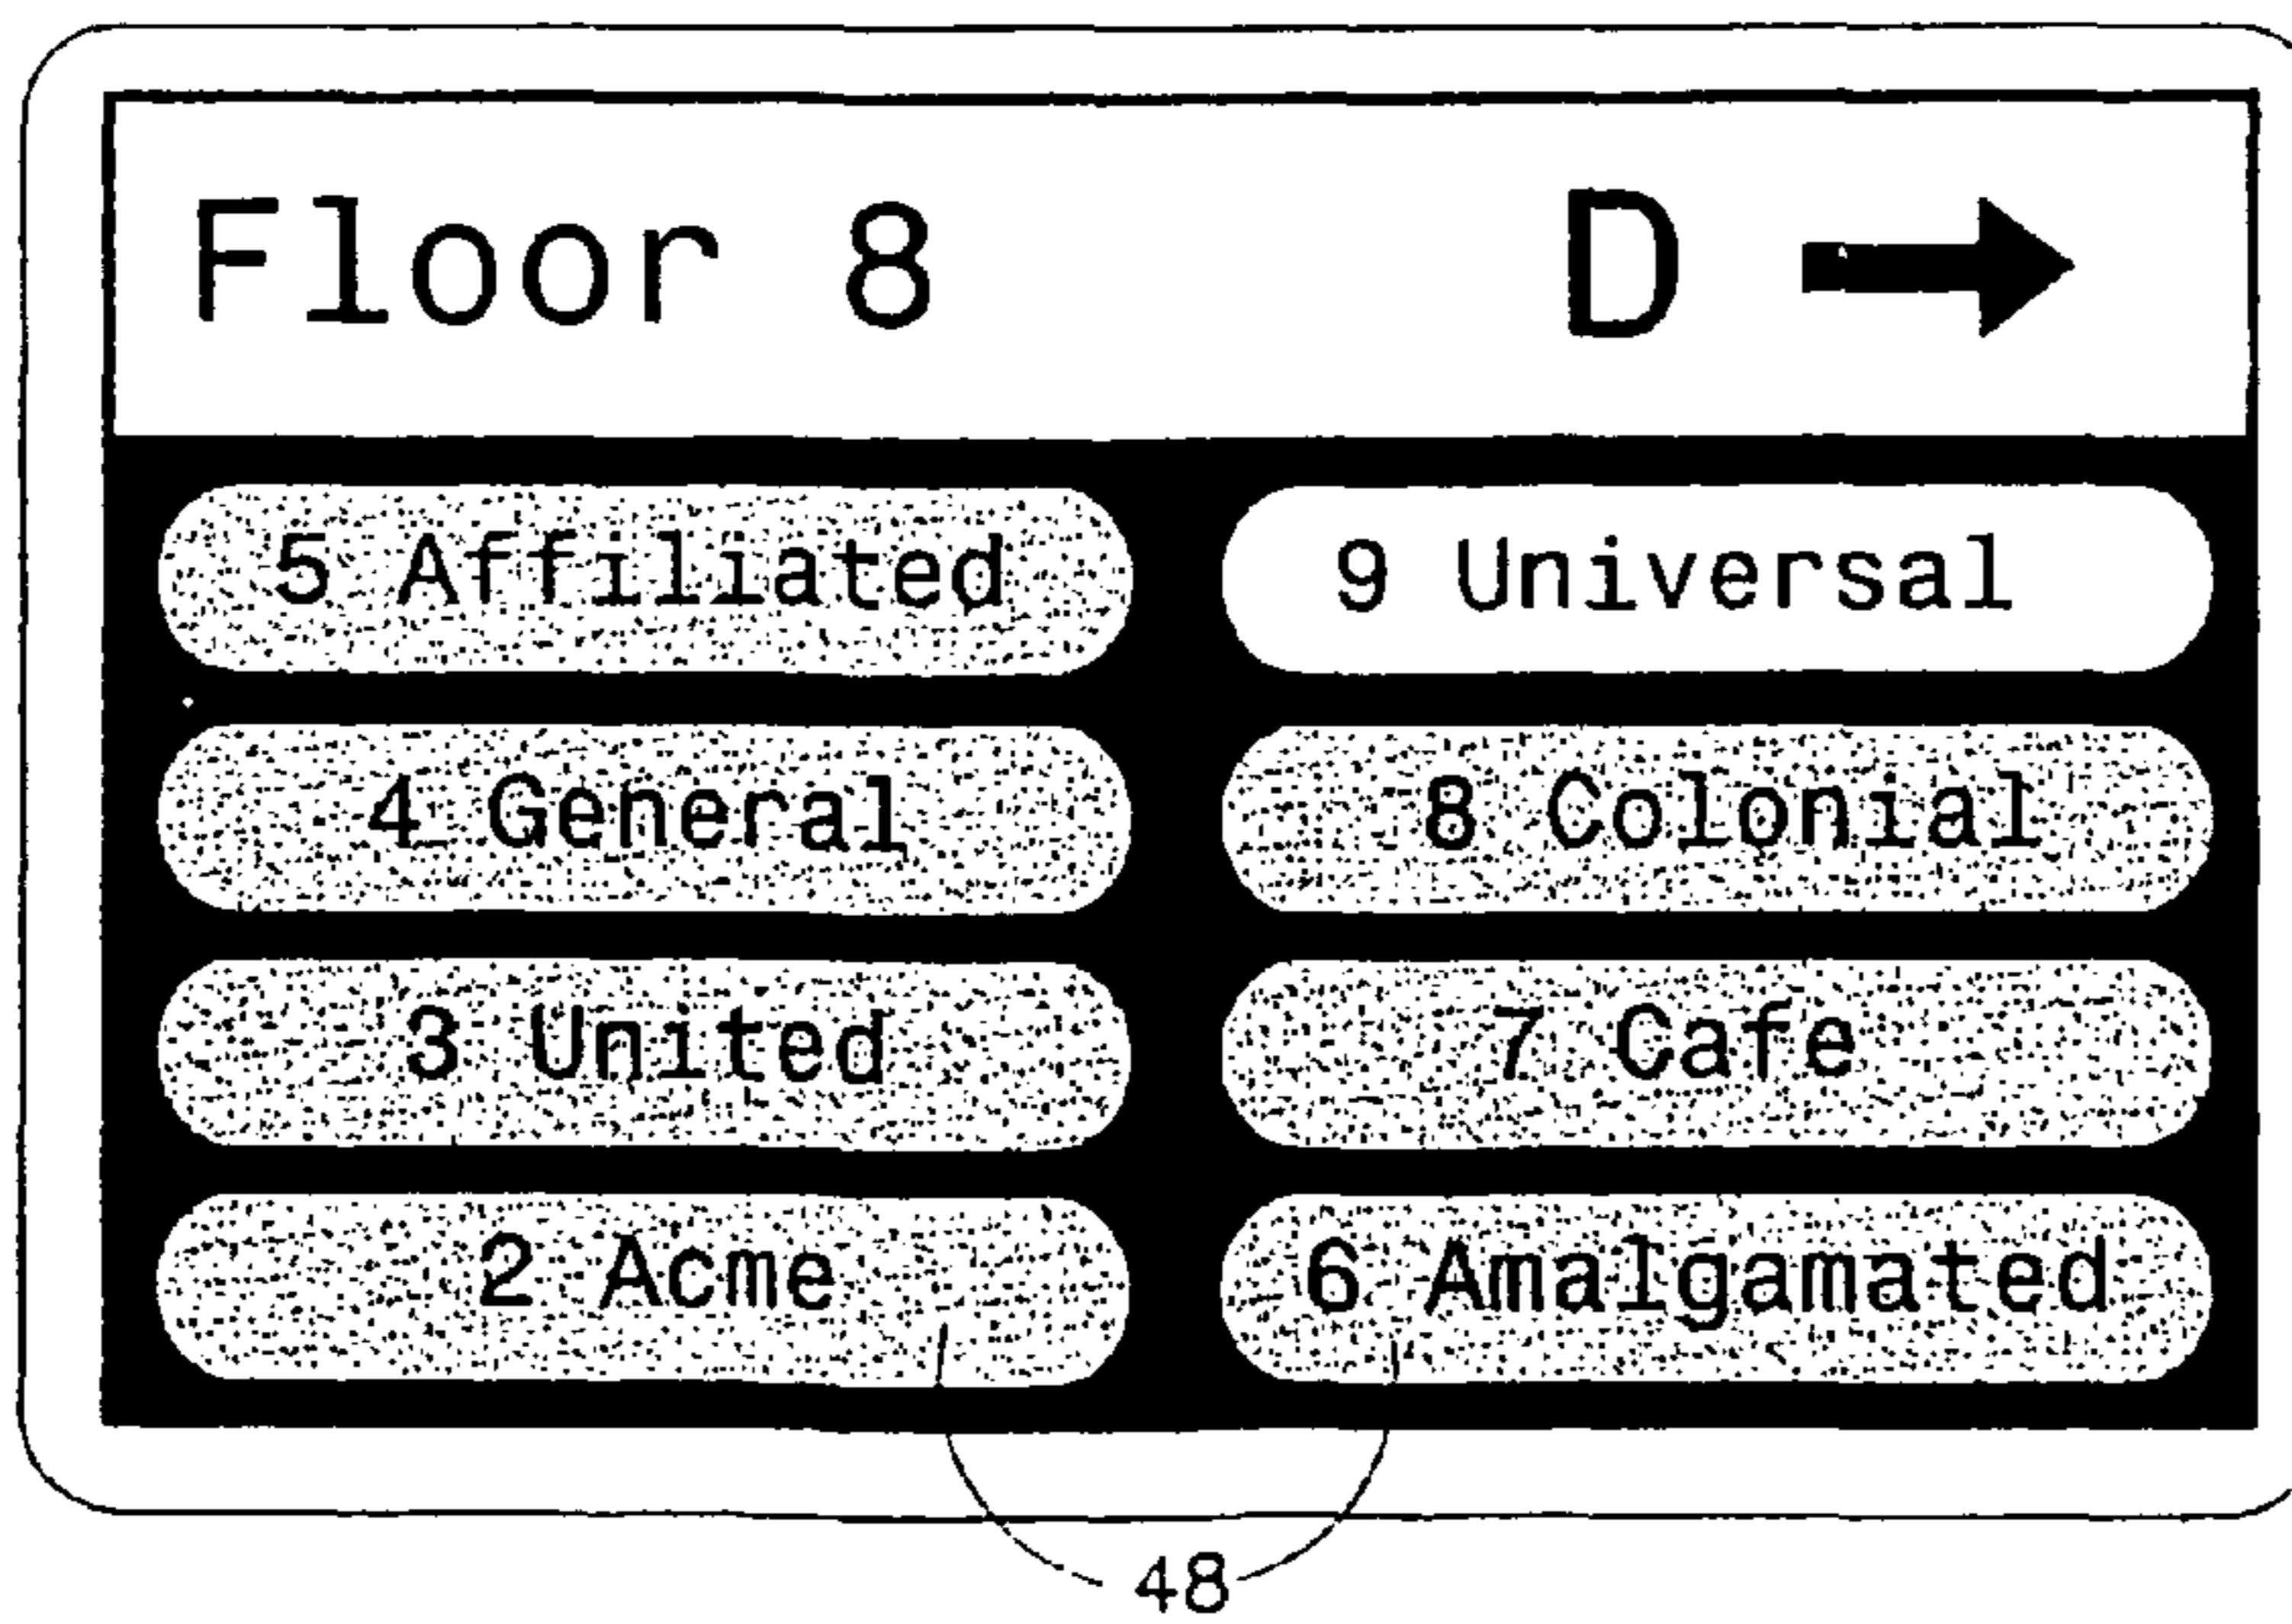 Floor 8 D
5 Affiliated 9 Universal
4 General 8 Colonial
3 United 7 Cafe
2 Acme 6 Amalgamated
48